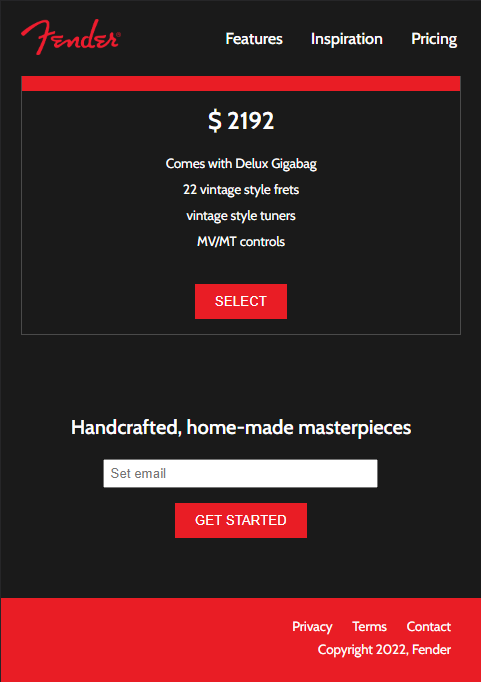 Fender®
Features Inspiration Pricing
$ 2192
Comes with Delux Gigabag
22 vintage style frets
vintage style tuners
MV/MT controls
SELECT
Handcrafted, home-made masterpieces
Set email
GET STARTED
Privacy Terms Contact
Copyright 2022, Fender